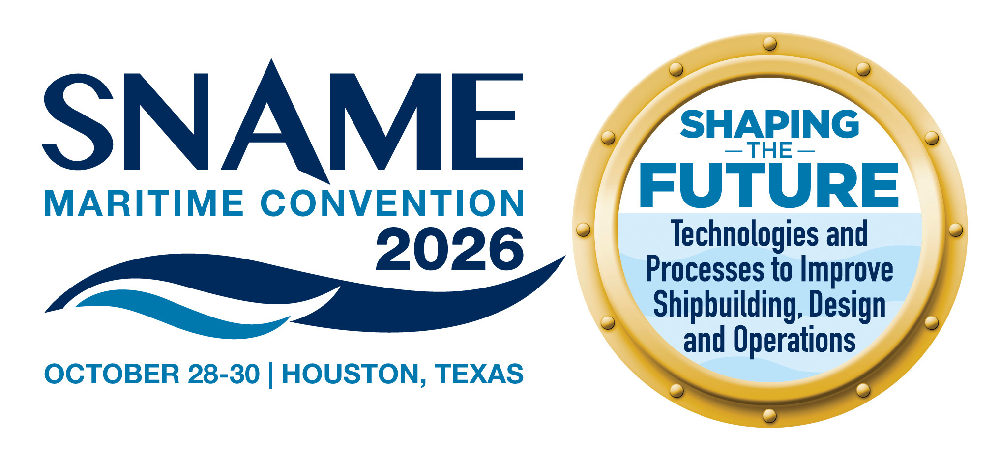 SNAME
MARITIME CONVENTION
2026
OCTOBER 28-30 | HOUSTON, TEXAS
SHAPING
— THE —
FUTURE
Technologies and
Processes to Improve
Shipbuilding, Design
and Operations